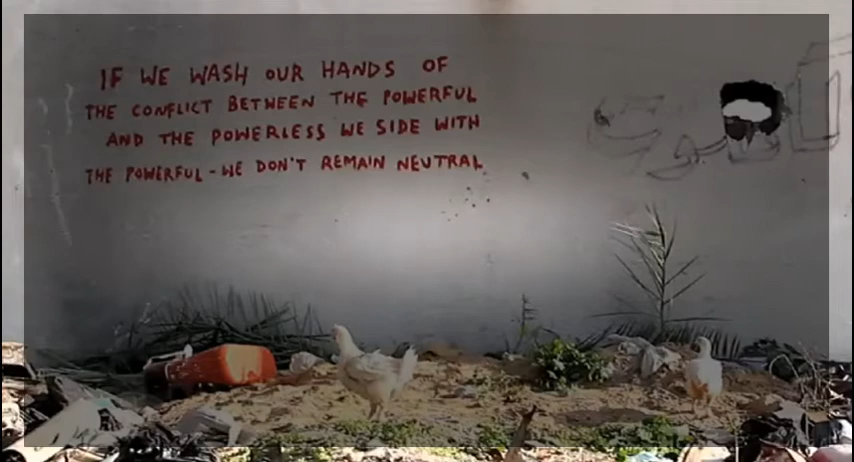 IF WE WASH OUR HANDS OF
THE CONFLICT BETWEEN THE POWERFUL
AND THE POWERLESS WE SIDE WITH
THE POWERFUL - WE DON'T REMAIN NEUTRAL